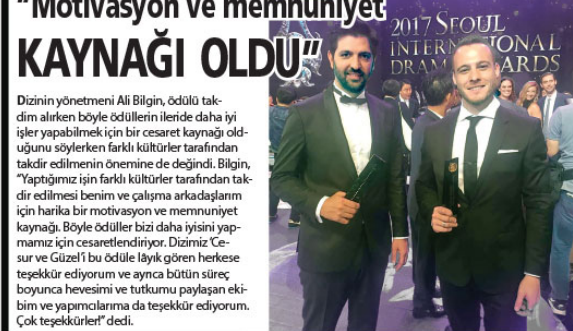 "Motivasyon ve memnuniyet
KAYNAĞI OLDU"
Dizinin yönetmeni Ali Bilgin, ödülü tak-
dim alırken böyle ödüllerin ileride daha iyi
işler yapabilmek için bir cesaret kaynağı old-
uğunu söylerken farklı kültürler tarafından
takdir edilmenin önemine de değindi. Bilgin,
"Yaptığımız işin farklı kültürler tarafından tak-
dir edilmesi benim ve çalışma arkadaşlarım
için harika bir motivasyon ve memnuniyet
kaynağı. Böyle ödüller bizi daha iyisini yap-
mamız için cesaretlendiriyor. Dizimiz 'Ce-
sur ve Güzel'i bu ödüle lâyık gören herkese
teşekkür ediyorum ve ayrıca bütün süreç
boyunca hevesimi ve tutkumu paylaşan eki-
bim ve yapımcılarıma da teşekkür ediyorum.
Çok teşekkürler!" dedi.
2017 SEOUL
INTERNATIONAL
DRAMA AWARDS